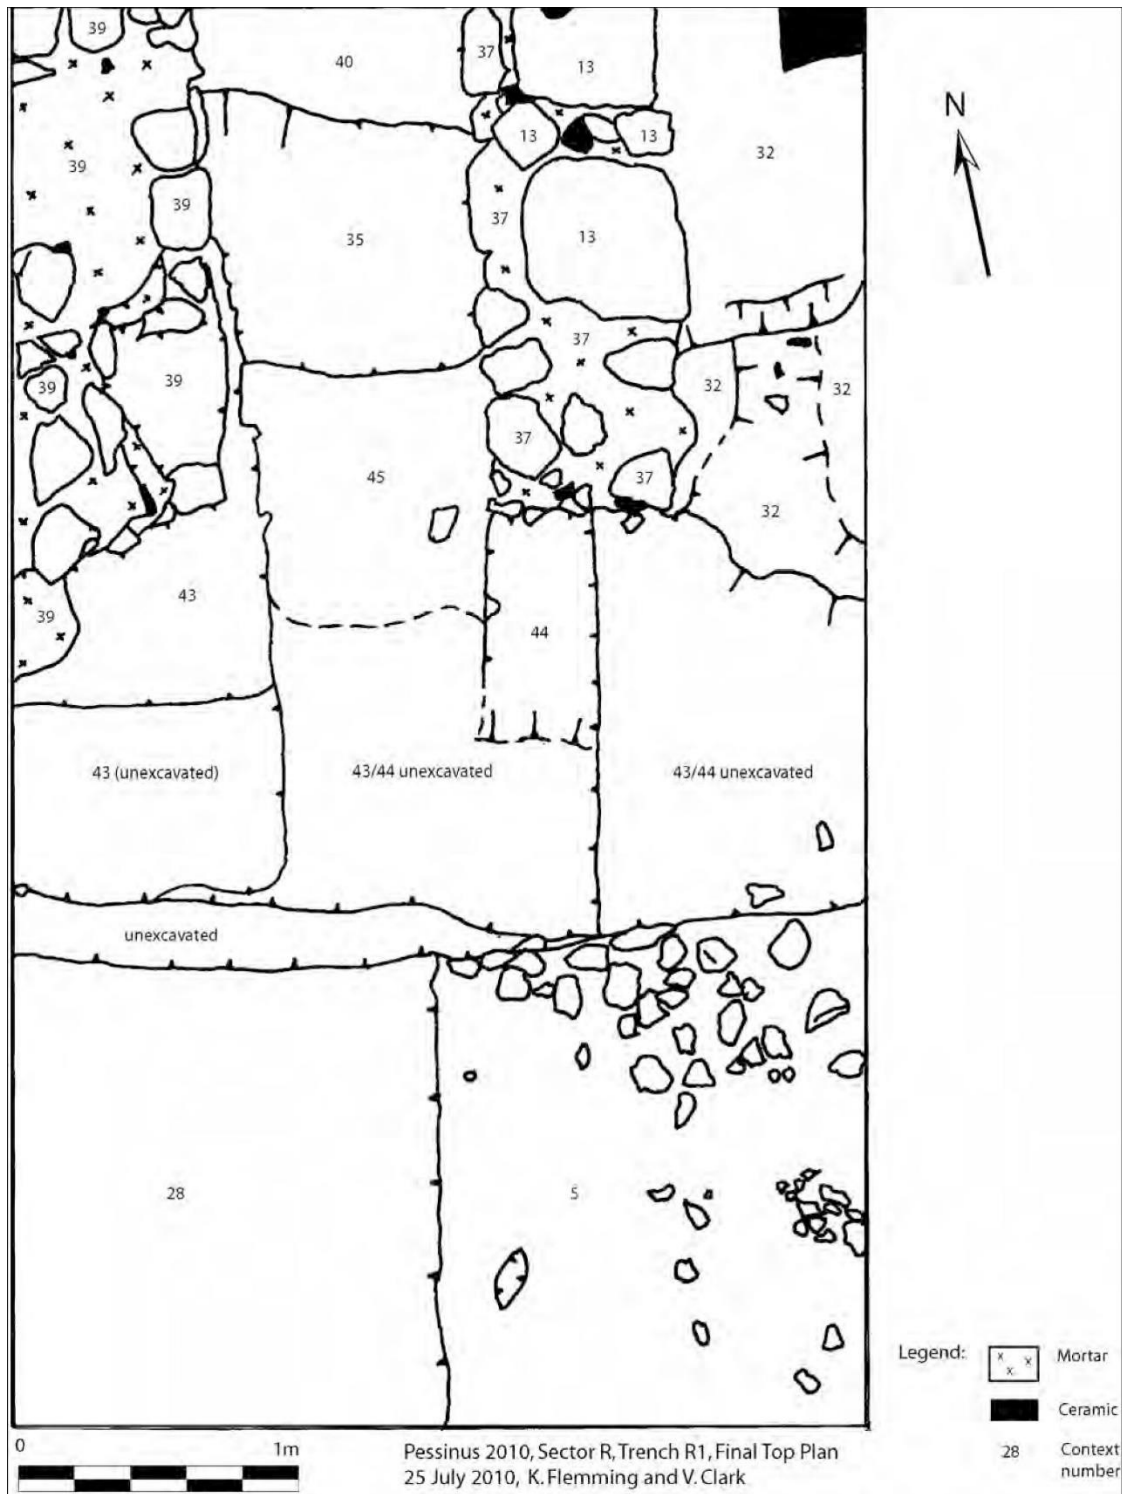 39
40
37
13
N
13
13
32
39
39
37
13
35
37
39
39
32
32
37
45
37
32
43
39
44
43 (unexcavated)
43/44 unexcavated
43/44 unexcavated
unexcavated
28
5
Legend:
Mortar
Ceramic
28
Context
number
0
1m
Pessinus 2010, Sector R, Trench R1, Final Top Plan
25 July 2010, K. Flemming and V. Clark